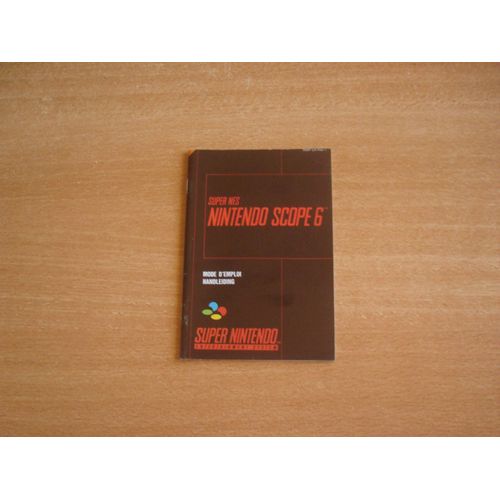 SUPER NES
NINTENDO SCOPE 6™
MODE D'EMPLOI
HANDLEIDING
SUPER NINTENDO
ENTERTAINMENT SYSTEM